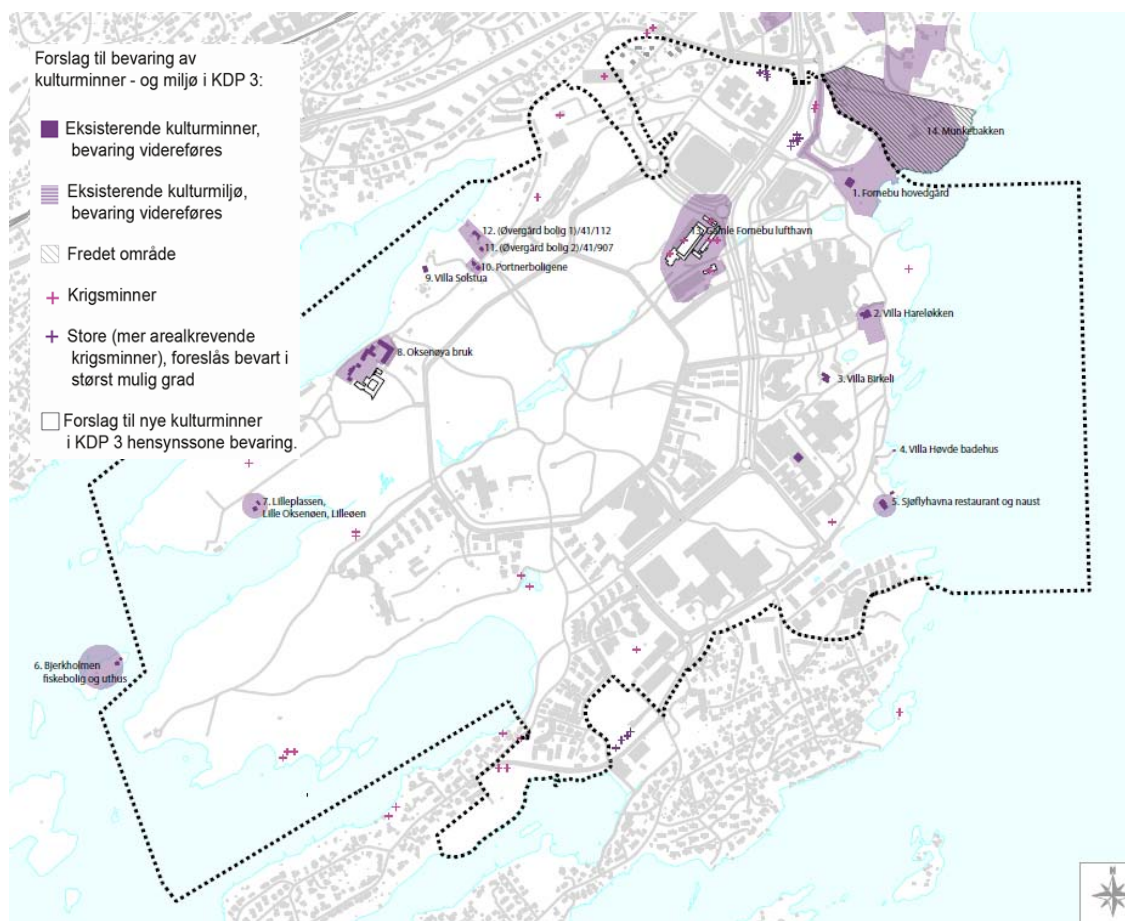 Forslag til bevaring av
kulturminner - og miljø i KDP 3:
Eksisterende kulturminner,
bevaring videreføres
Eksisterende kulturmiljø,
bevaring videreføres
Fredet område
Krigsminner
Store (mer arealkrevende
krigsminner), foreslås bevart i
størst mulig grad
Forslag til nye kulturminner
i KDP 3 hensynssone bevaring.
14. Munkebakken
1. Fornebu hovedgård
12. (Øvergård bolig 1)/41/112
13. Gamle Fornebu lufthavn
11. (Øvergård bolig 2)/41/907
10. Portnerboligene
9. Villa Solstua
2. Villa Hareløkken
8. Oksenøya bruk
3. Villa Birkeli
4. Villa Høvde badehus
7. Lilleplassen,
Lille Oksenøen, Lilleøen
5. Sjøflyhavna restaurant og naust
6. Bjerkholmen
fiskebolig og uthus